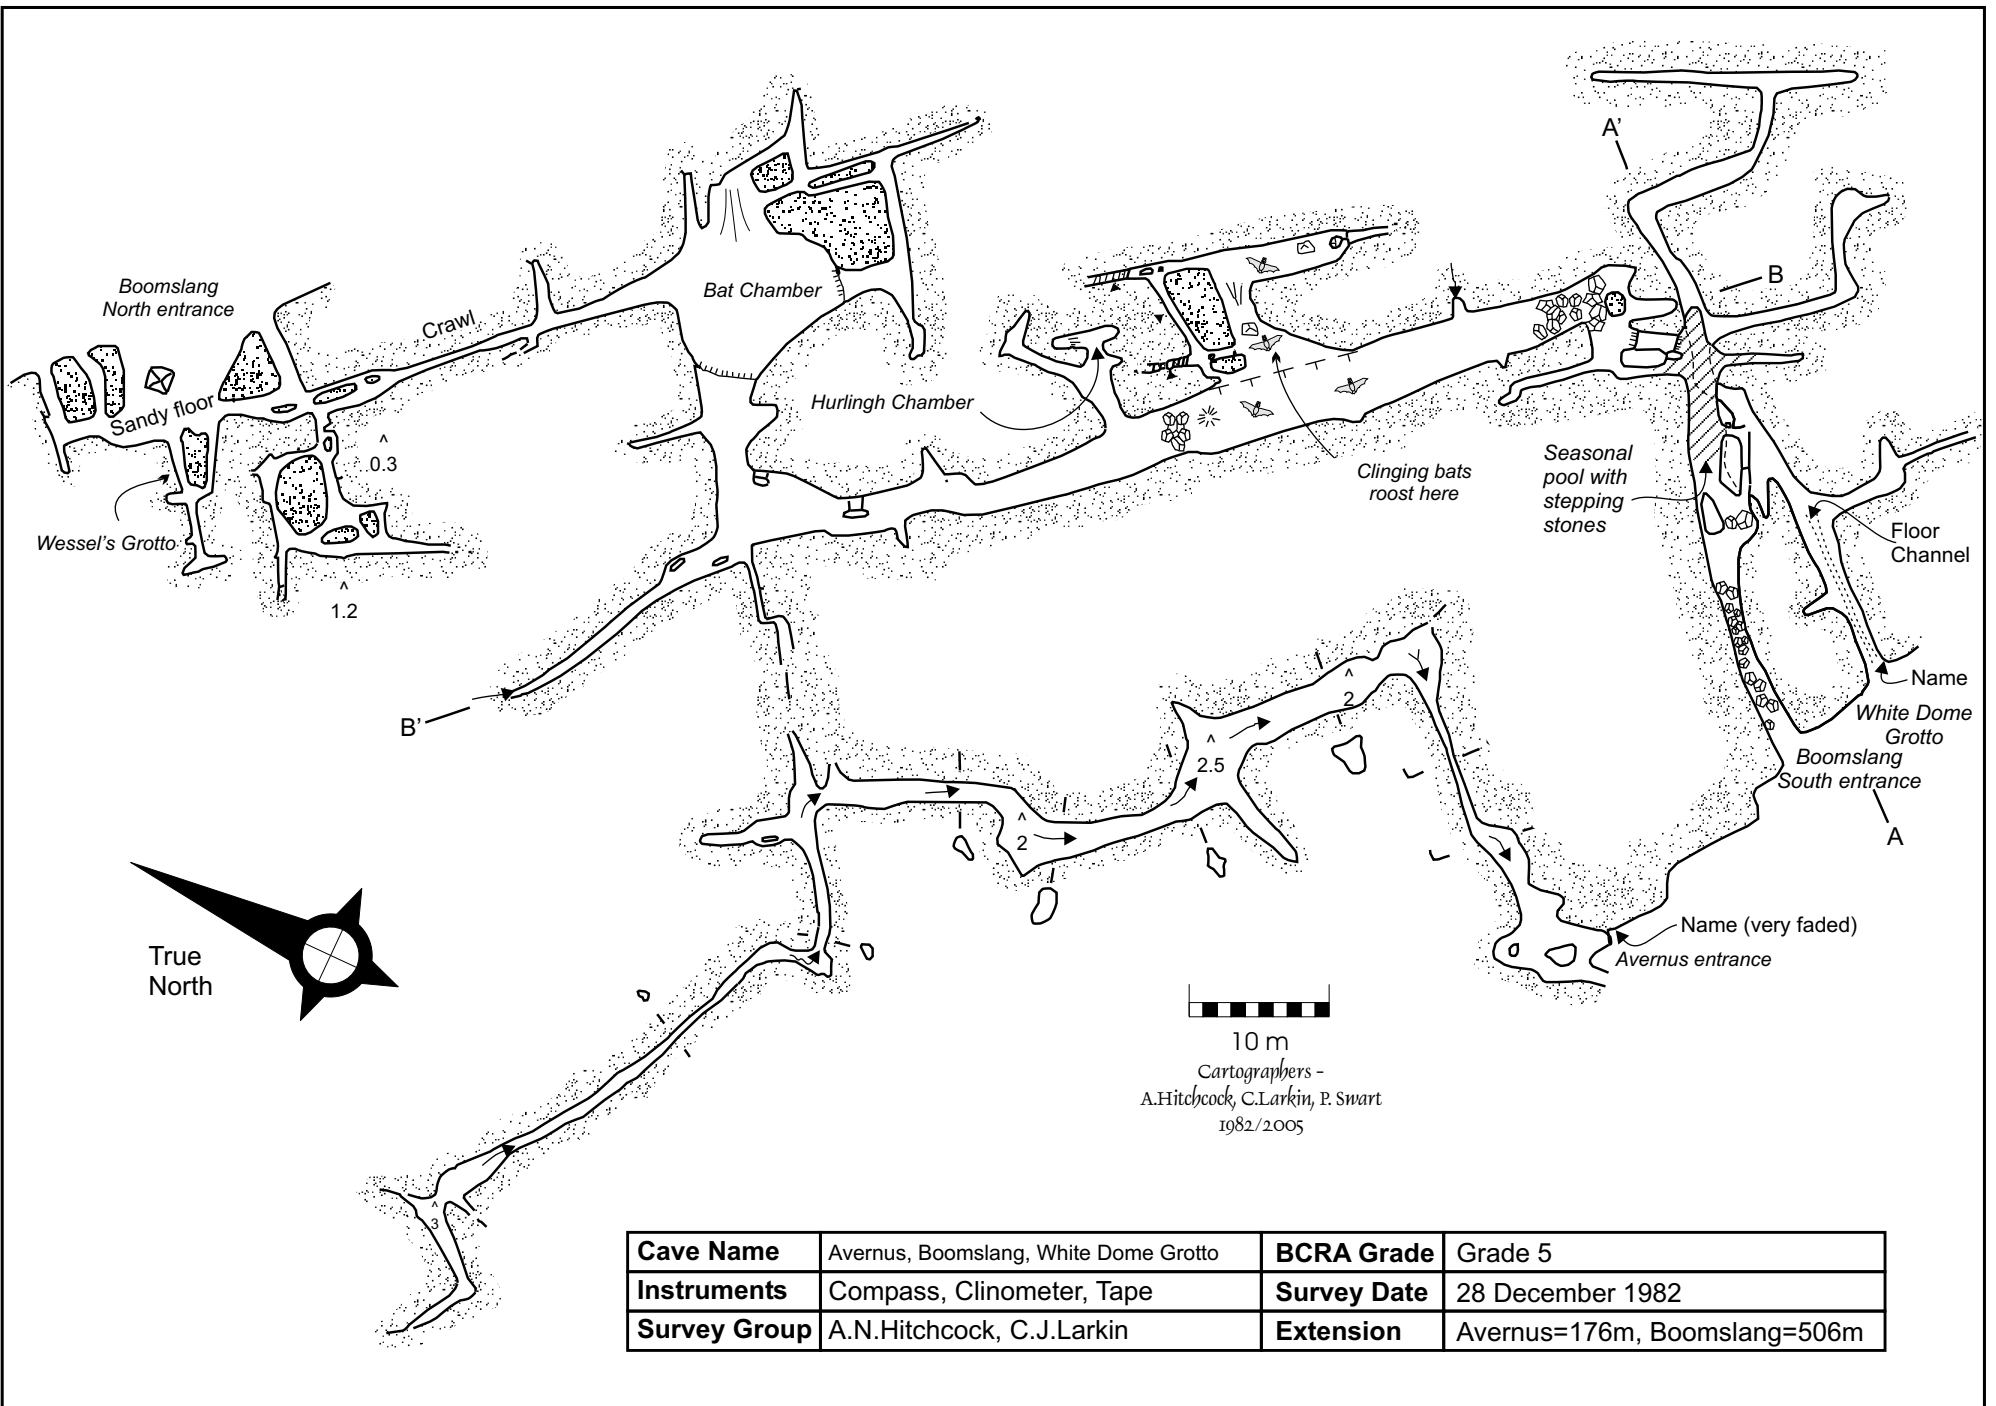 A'
B
Boomslang
North entrance
Bat Chamber
Crawl
Sandy floor
Hurlingh Chamber
0.3
Wessel's Grotto
1.2
Clinging bats
roost here
Seasonal
pool with
stepping
stones
Floor
Channel
Name
White Dome
Grotto
Boomslang
South entrance
A
B'
2
2.5
2
Name (very faded)
Avernus entrance
True
North
10 m
Cartographers -
A.Hitchcock, C.Larkin, P. Swart
1982/2005
3
Cave Name Avernus, Boomslang, White Dome Grotto BCRA Grade Grade 5
Instruments Compass, Clinometer, Tape Survey Date 28 December 1982
Survey Group A.N.Hitchcock, C.J.Larkin Extension Avernus=176m, Boomslang=506m